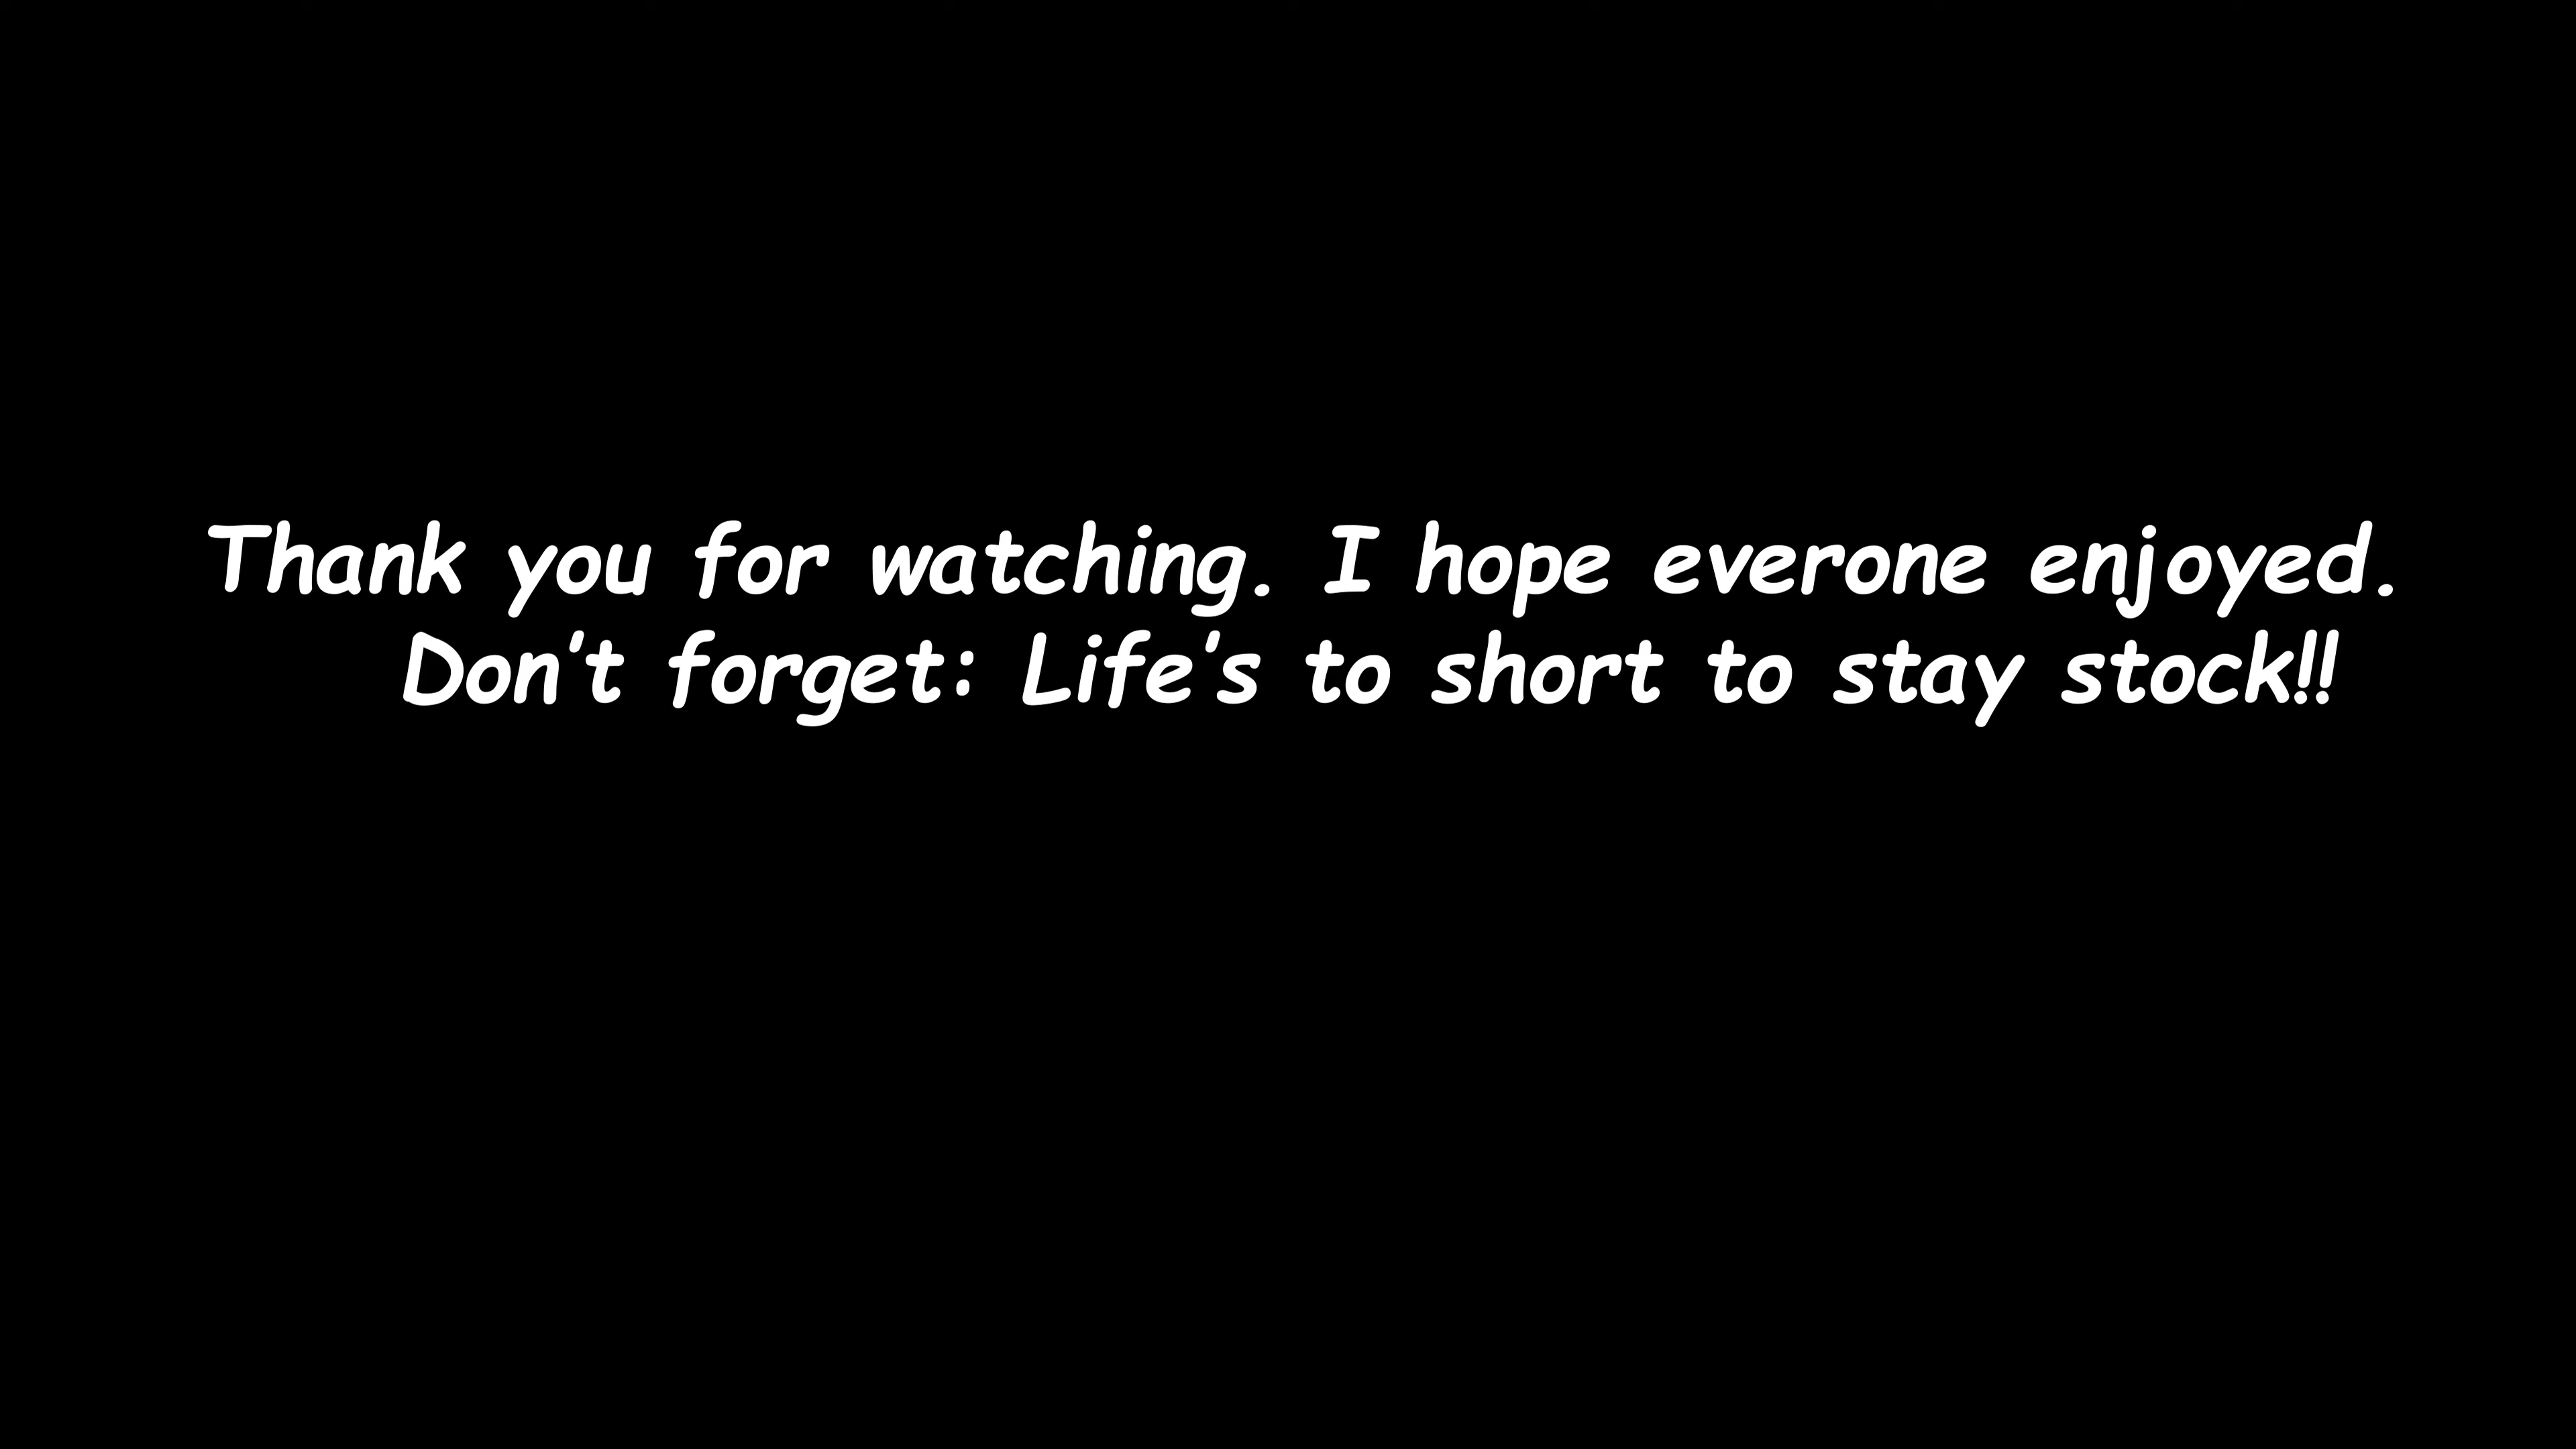 Thank you for watching. I hope everone enjoyed.
Don't forget: Life's to short to stay stock!!